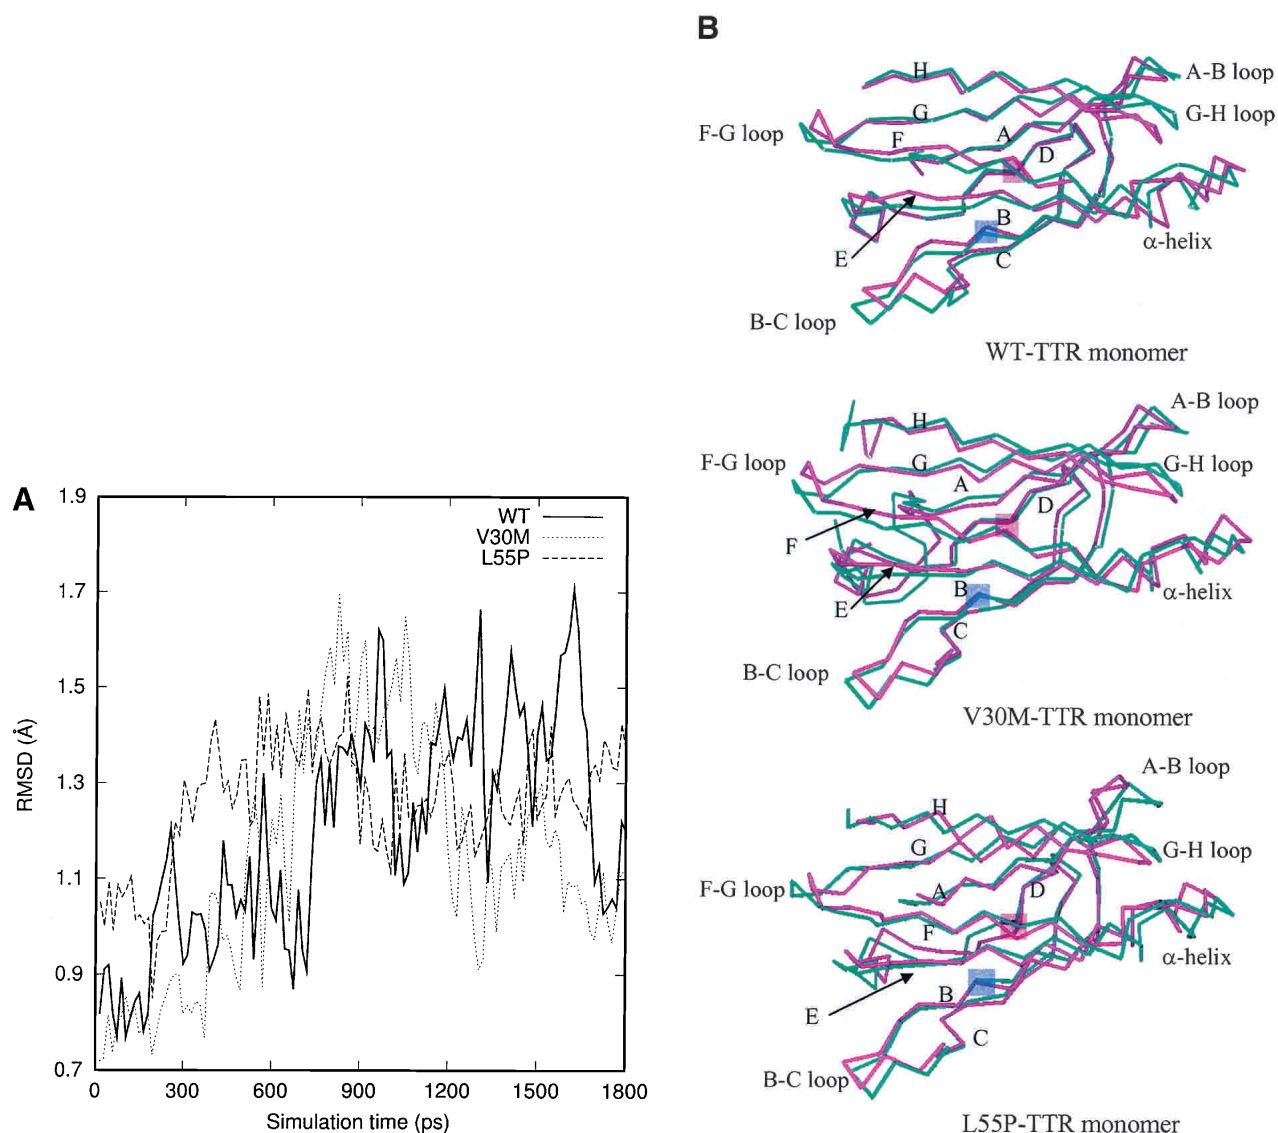 A
1.9
1.7
1.5
1.3
1.1
0.9
0.7
RMSD (Å)
WT
V30M
L55P
0 300 600 900 1200 1500 1800
Simulation time (ps)
B
H
A-B loop
G
G-H loop
F-G loop
F
A
D
B
E
C
α-helix
B-C loop
WT-TTR monomer
A-B loop
H
F-G loop
G
G-H loop
A
D
F
E
B
α-helix
C
B-C loop
V30M-TTR monomer
A-B loop
H
G
G-H loop
F-G loop
A
D
F
α-helix
E
B
C
B-C loop
L55P-TTR monomer